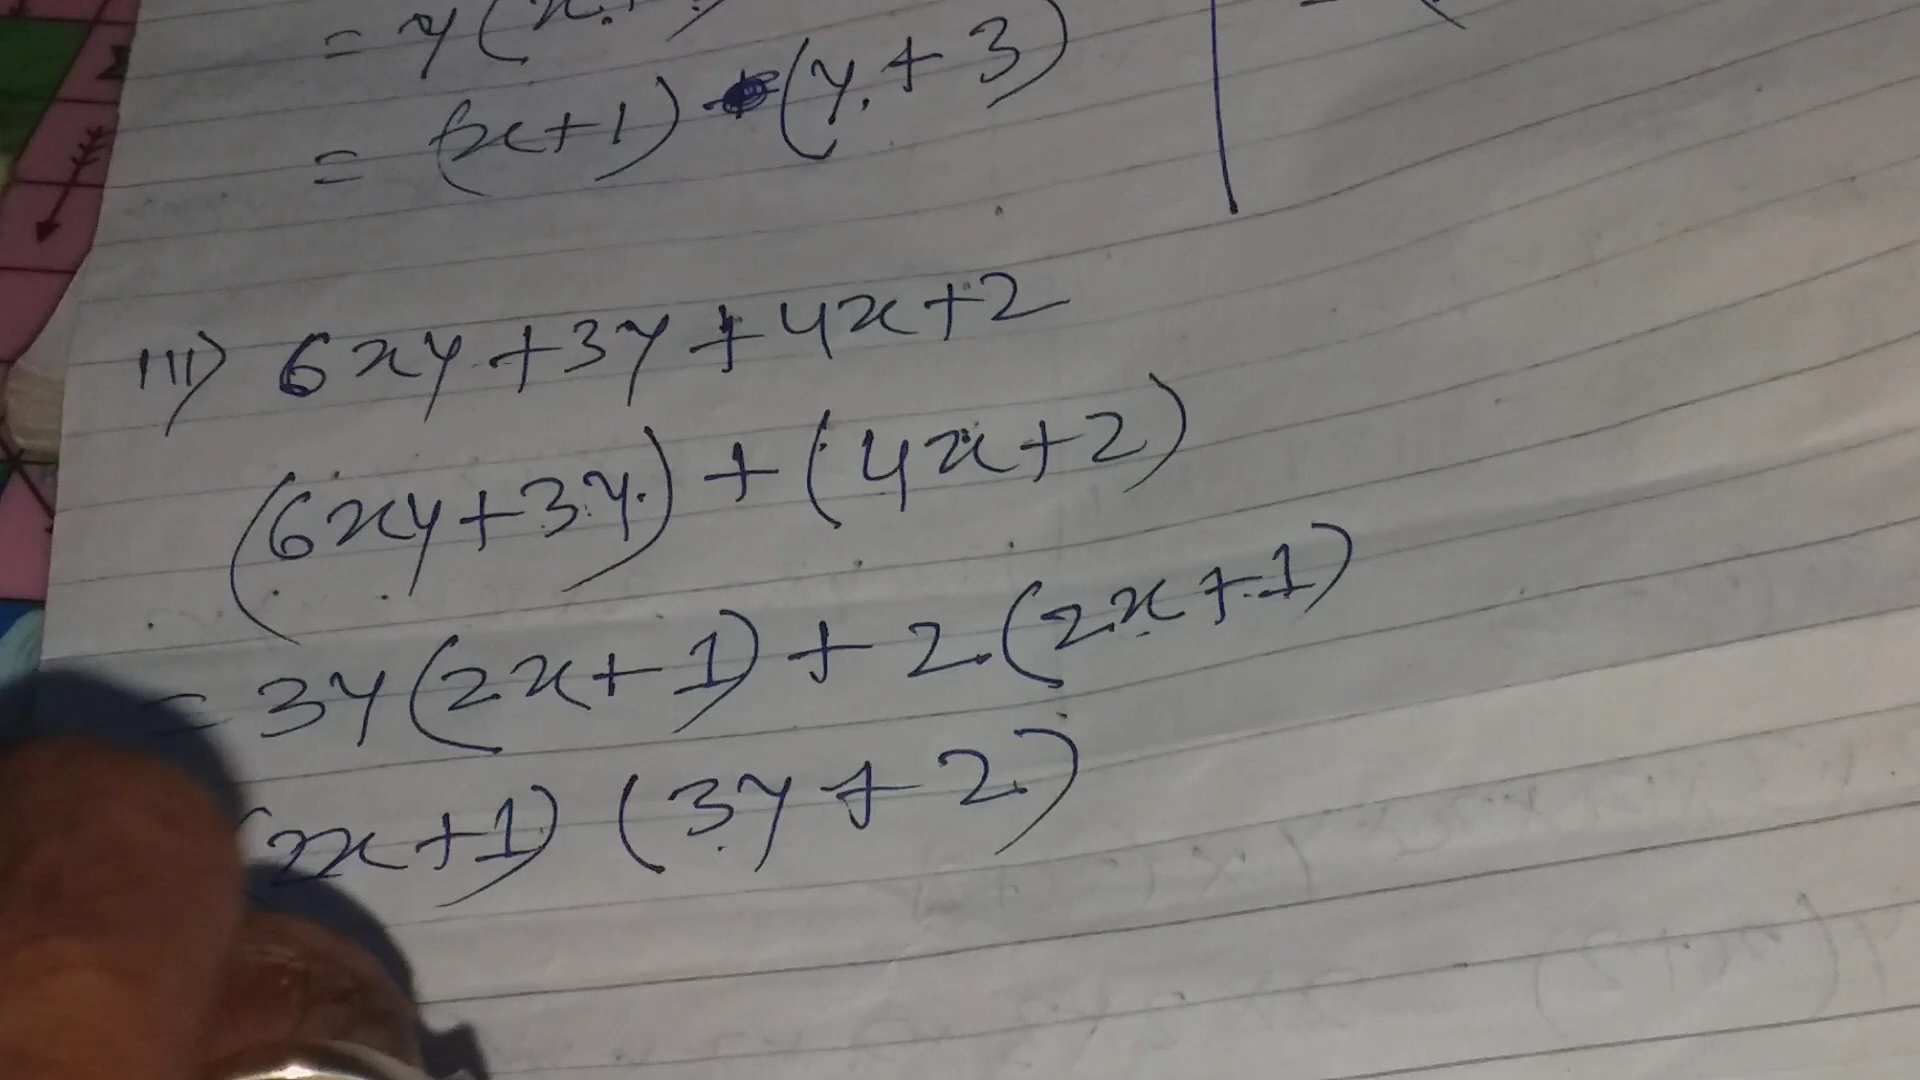 = y(x+
= (x+1) (y+3)
III) 6xy+3y+4x+2
(6xy+3y)+(4x+2)
= 3y(2x+1)+2(2x+1)
(2x+1) (3y+2)